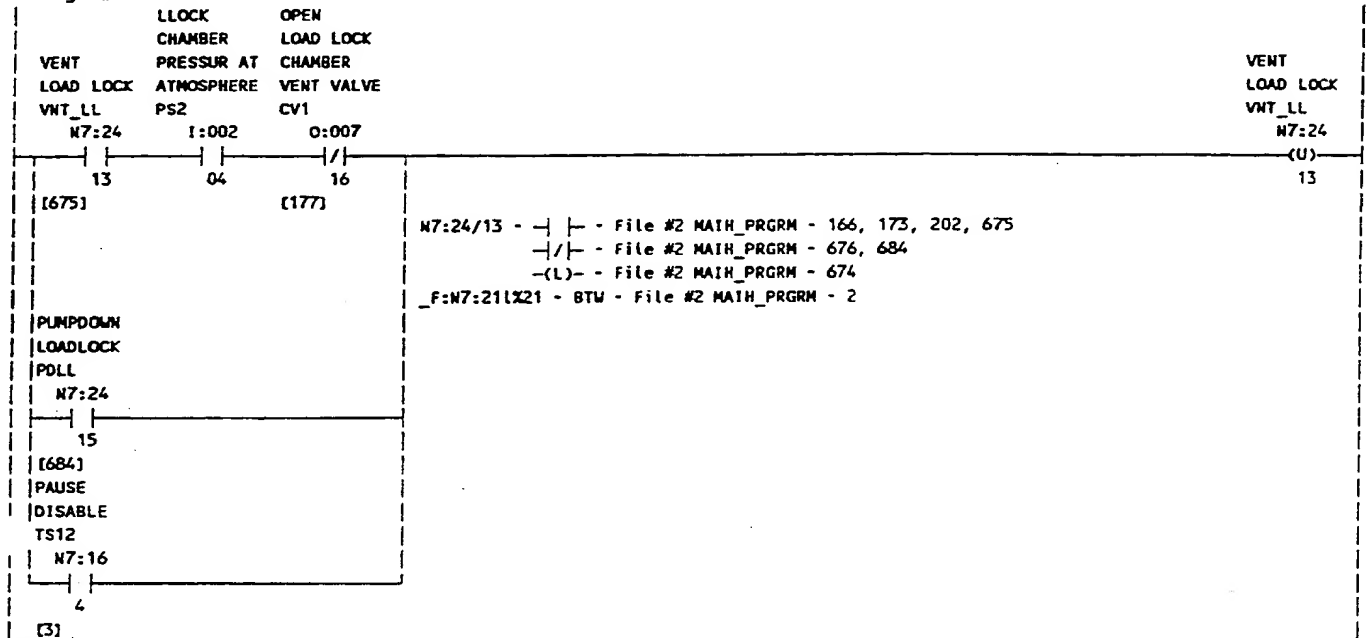 LLOCK OPEN
CHAMBER LOAD LOCK
VENT PRESSUR AT CHAMBER VENT
LOAD LOCK ATMOSPHERE VENT VALVE LOAD LOCK
VNT_LL PS2 CV1 VNT_LL
N7:24 I:002 O:007 N7:24
(U)
13 04 16 13
[675] [177]
N7:24/13 - ─┤ ├─ - File #2 MAIN_PRGRM - 166, 173, 202, 675
─┤/├─ - File #2 MAIN_PRGRM - 676, 684
─(L)─ - File #2 MAIN_PRGRM - 674
_F:N7:21l%21 - BTW - File #2 MAIN_PRGRM - 2
PUMPDOWN
LOADLOCK
PDLL
N7:24
15
[684]
PAUSE
DISABLE
TS12
N7:16
4
[3]